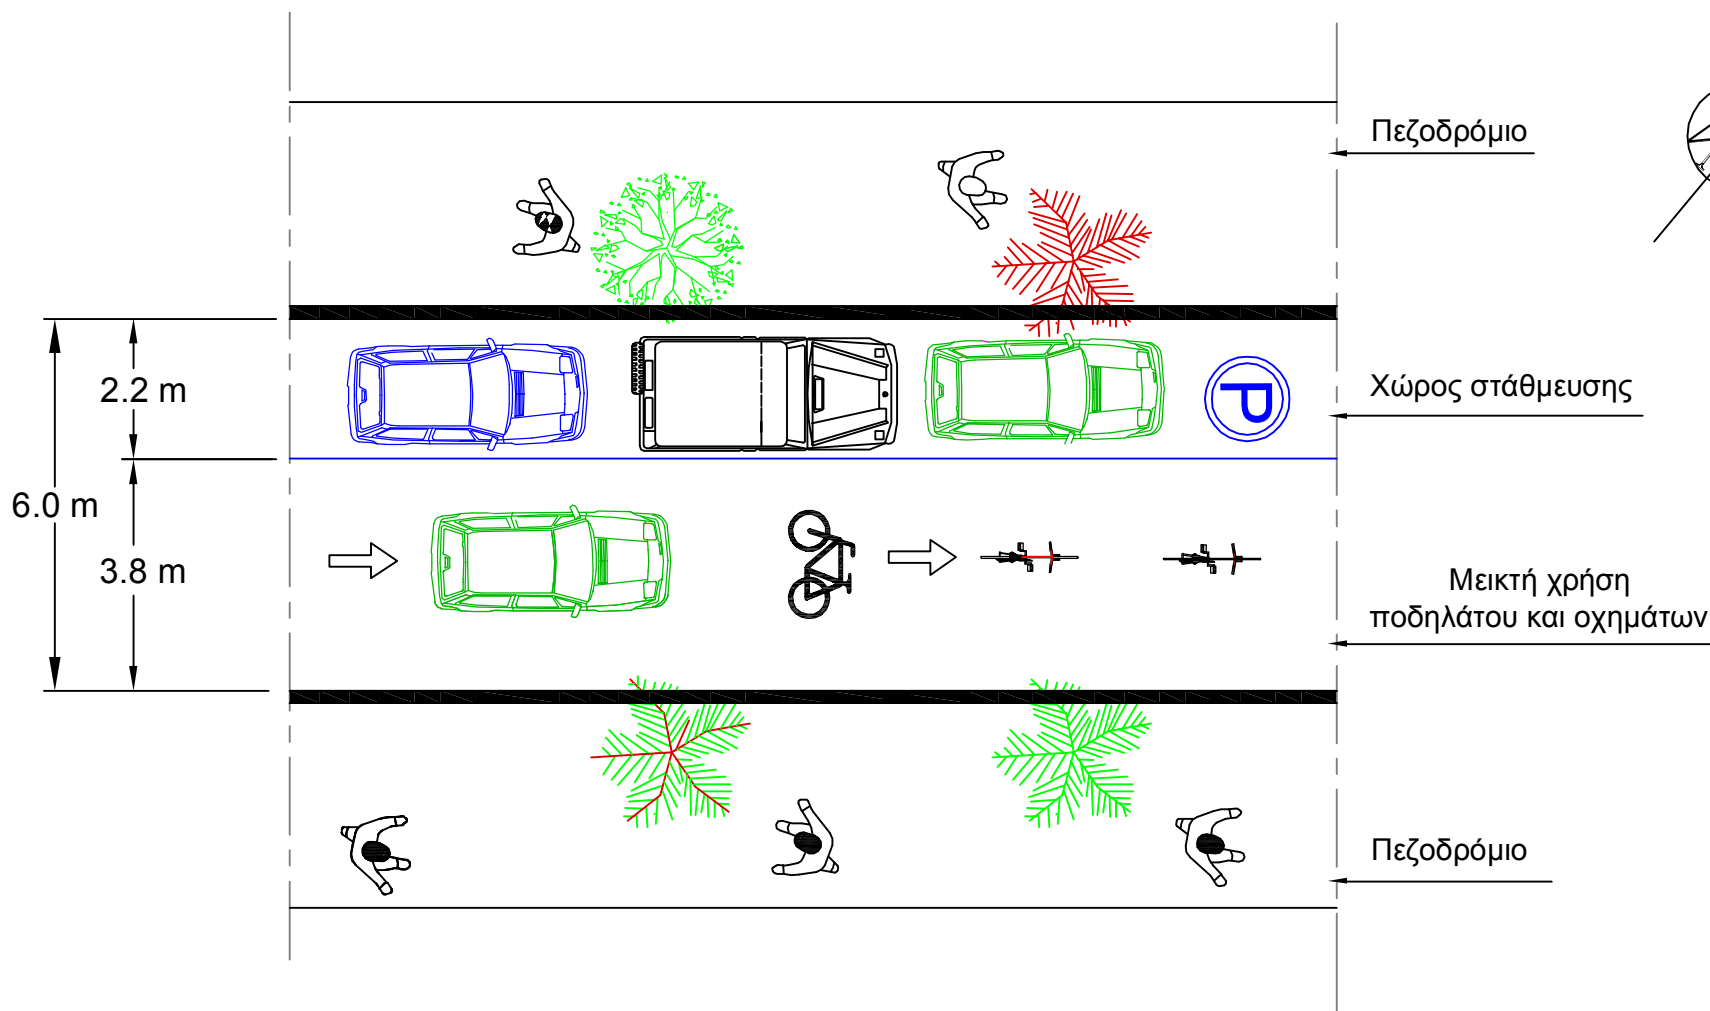 Πεζοδρόμιο
2.2 m
Χώρος στάθμευσης
P
6.0 m
3.8 m
Μεικτή χρήση
ποδηλάτου και οχημάτων
Πεζοδρόμιο